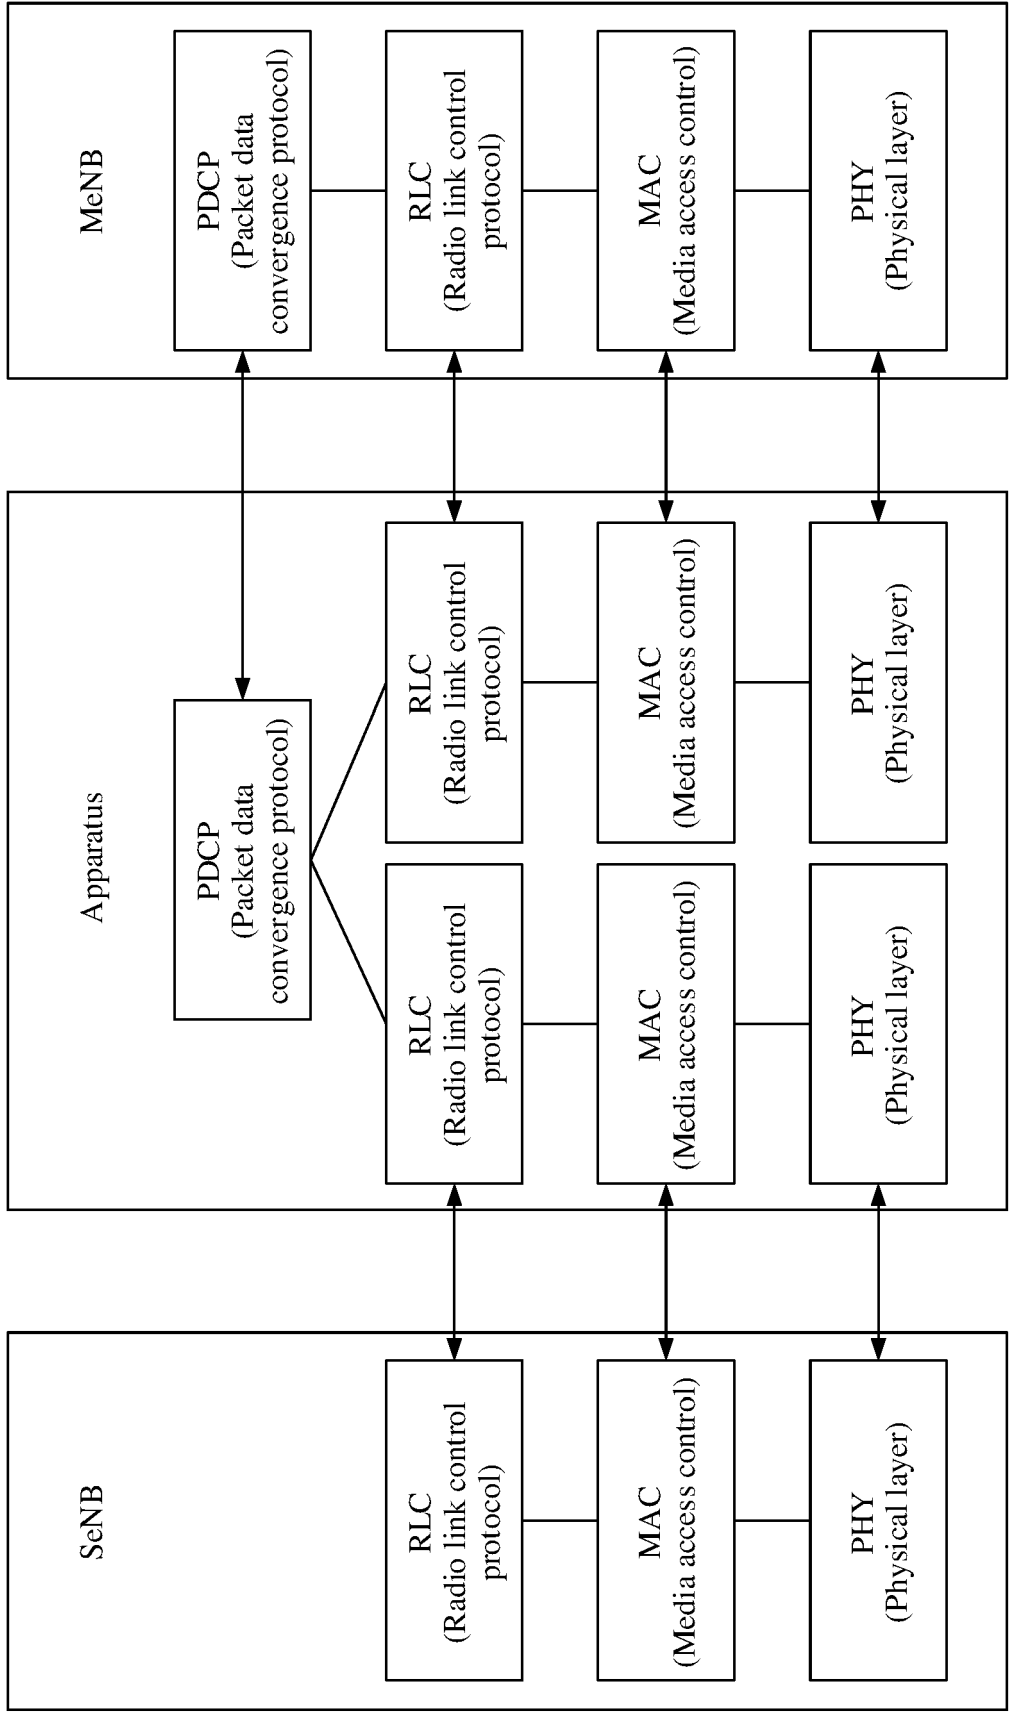 SeNB
Apparatus
MeNB
PDCP
(Packet data
convergence protocol)
PDCP
(Packet data
convergence protocol)
RLC
(Radio link control
protocol)
RLC
(Radio link control
protocol)
RLC
(Radio link control
protocol)
RLC
(Radio link control
protocol)
MAC
(Media access control)
MAC
(Media access control)
MAC
(Media access control)
MAC
(Media access control)
PHY
(Physical layer)
PHY
(Physical layer)
PHY
(Physical layer)
PHY
(Physical layer)